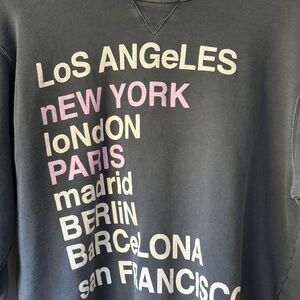 LoS ANGeLES
nEW YORK
loNdON
PARIS
madrid
BERliN
BaRCeLONA
san FRANCISC